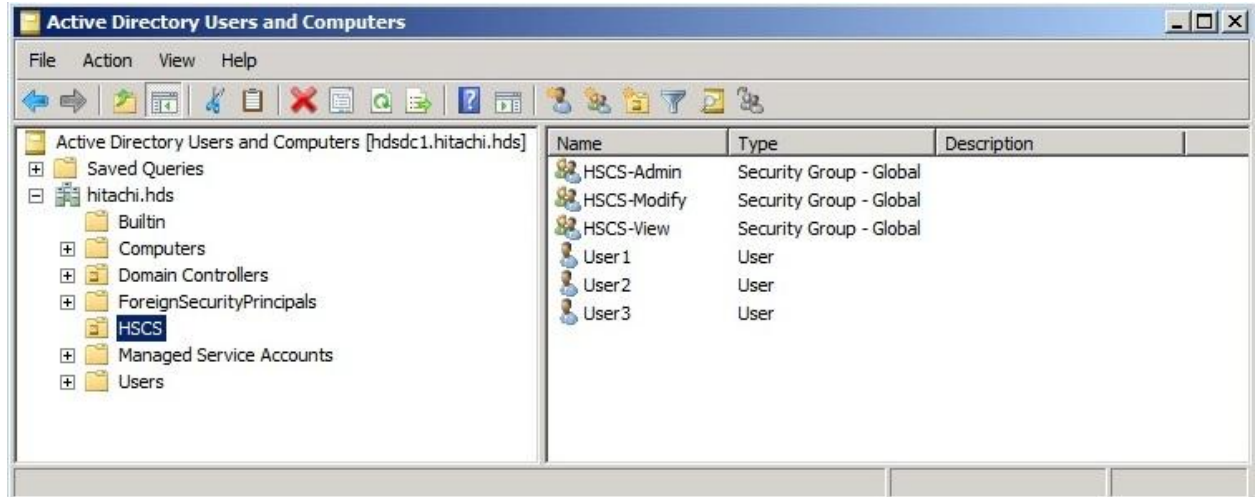 Active Directory Users and Computers
File Action View Help
Active Directory Users and Computers [hdsdc1.hitachi.hds]
Saved Queries
hitachi.hds
Builtin
Computers
Domain Controllers
ForeignSecurityPrincipals
HSCS
Managed Service Accounts
Users
Name Type Description
HSCS-Admin Security Group - Global
HSCS-Modify Security Group - Global
HSCS-View Security Group - Global
User1 User
User2 User
User3 User